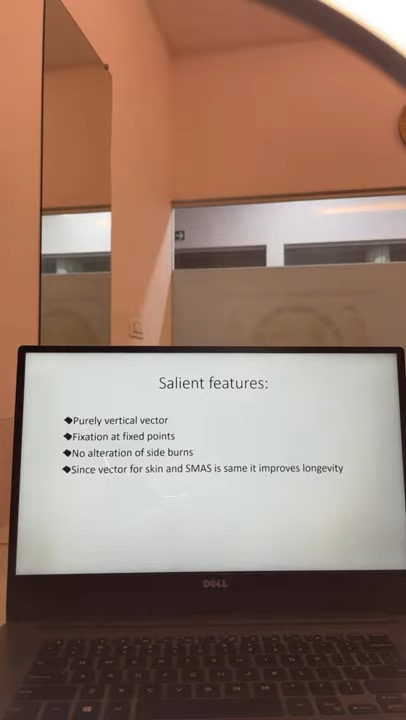 Salient features:
◆Purely vertical vector
◆Fixation at fixed points
◆No alteration of side burns
◆Since vector for skin and SMAS is same it improves longevity
DELL